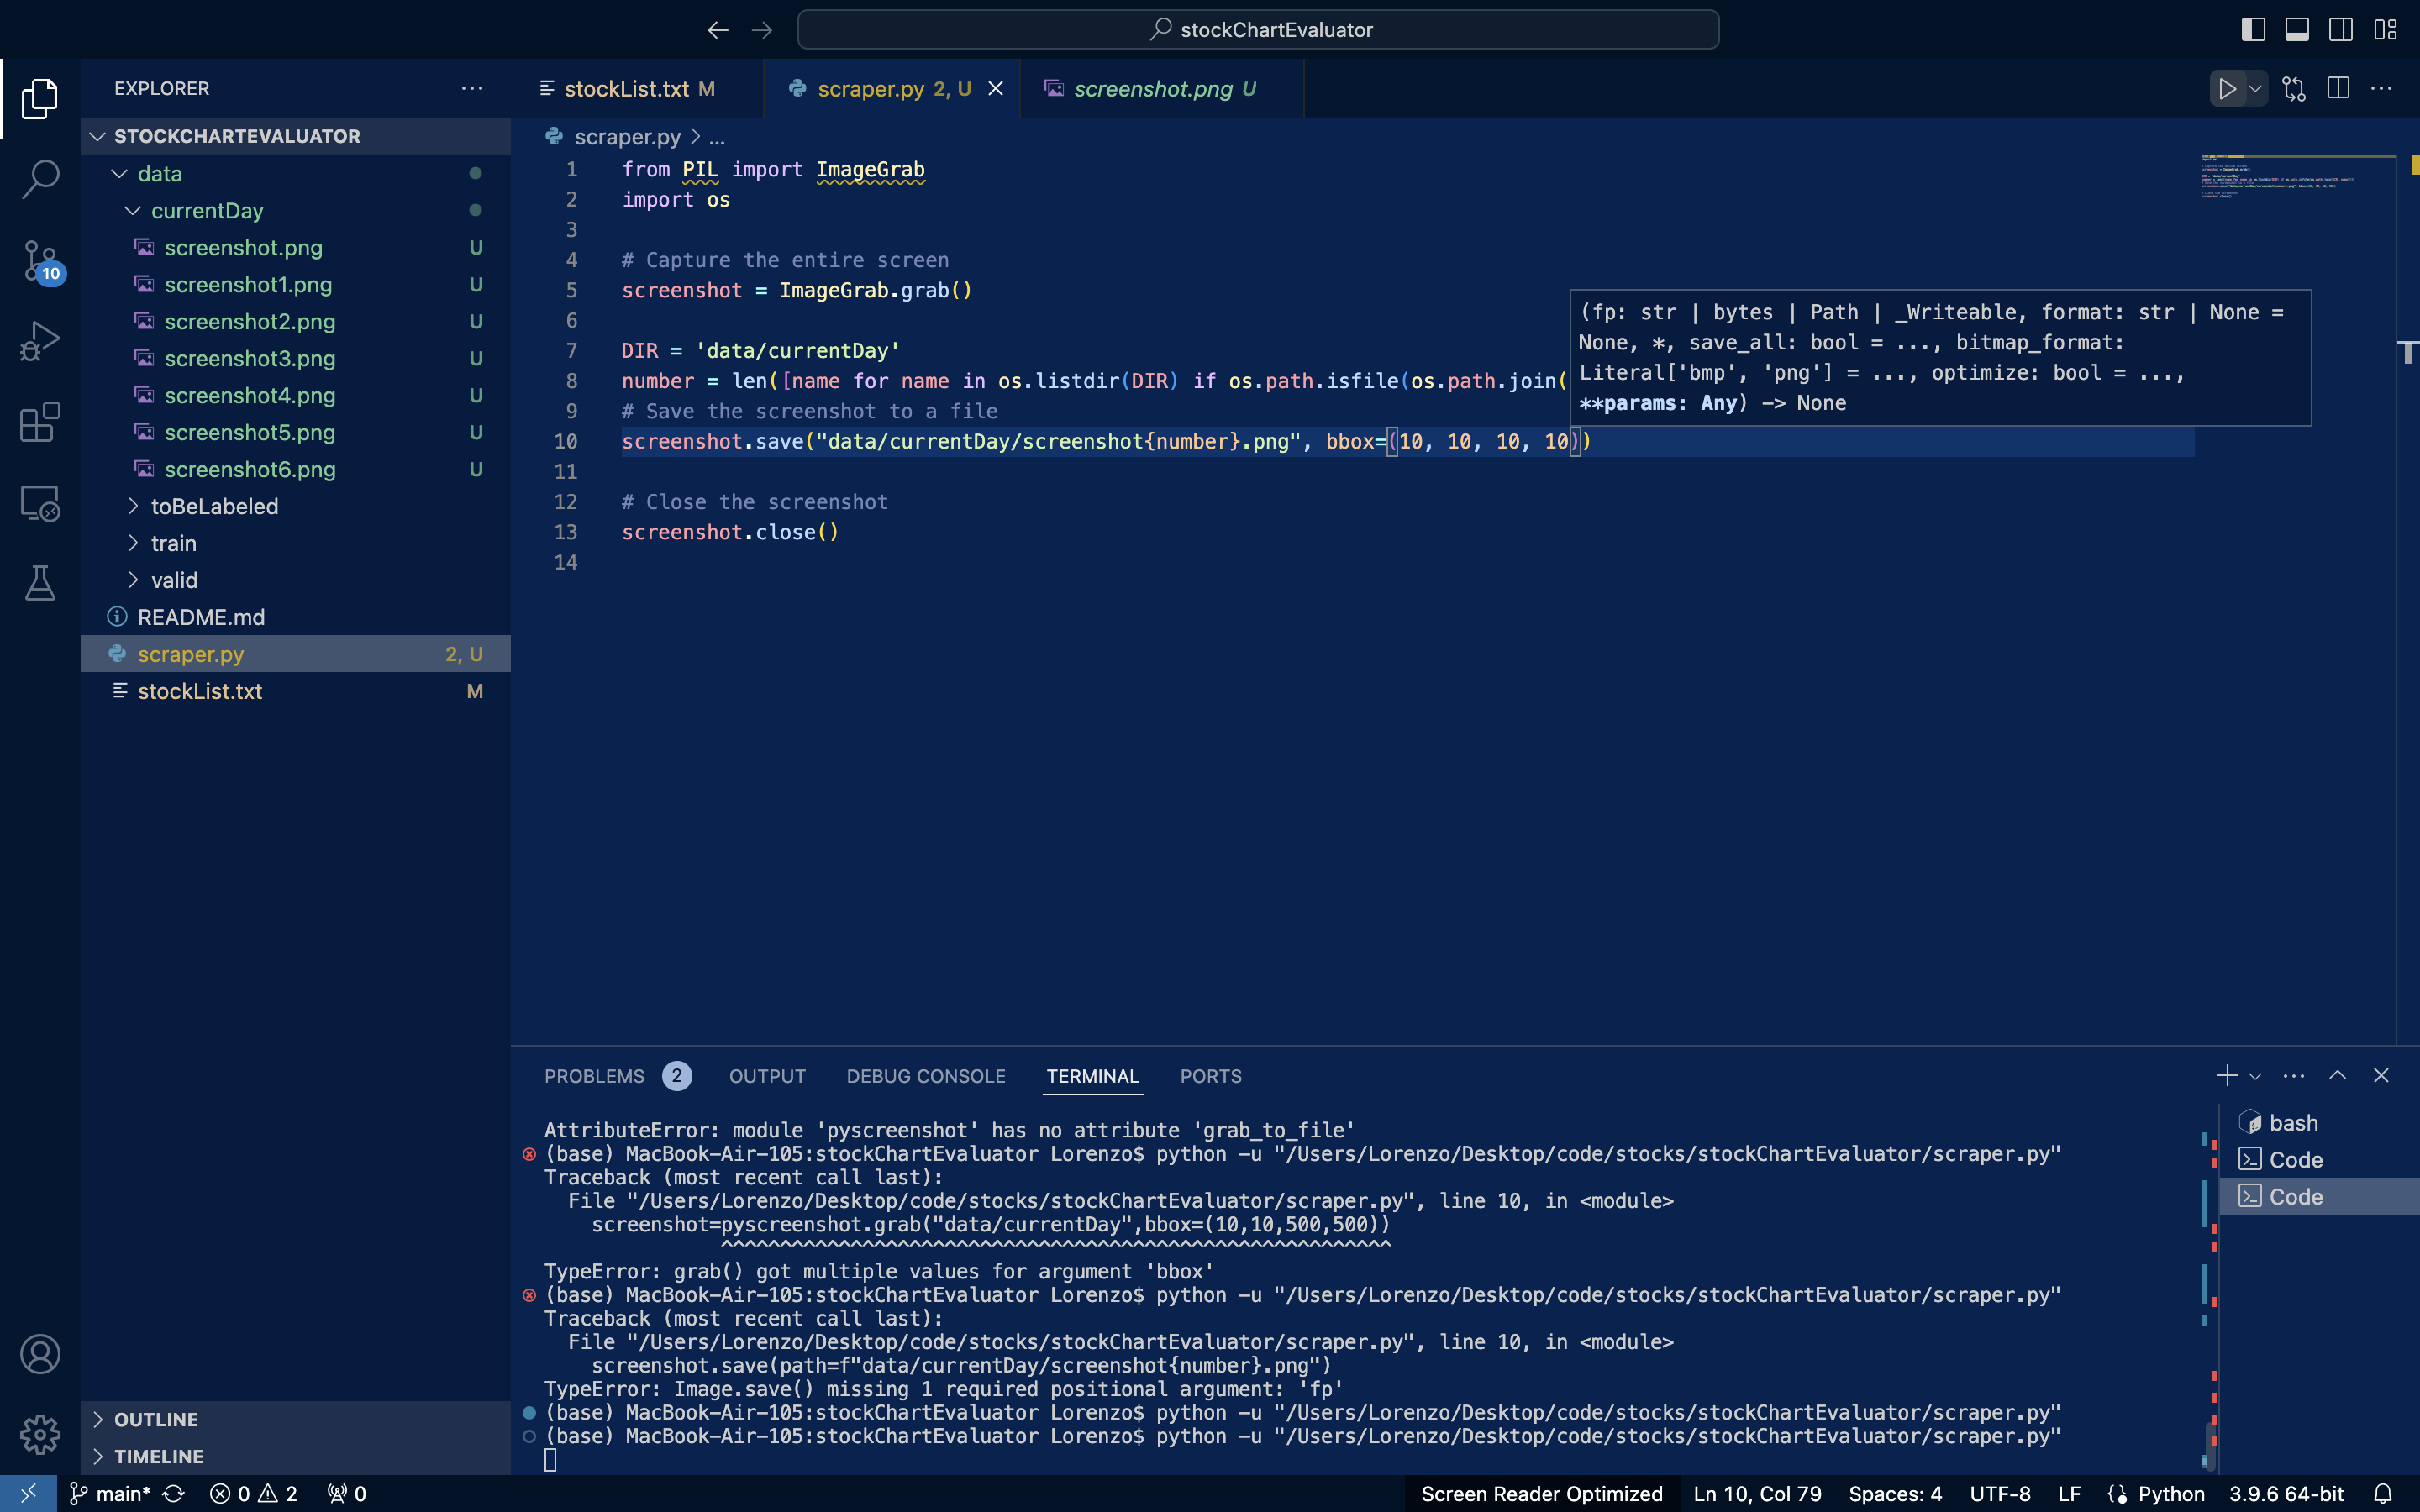 stockChartEvaluator
EXPLORER
STOCKCHARTEVALUATOR
data
currentDay
screenshot.png U
screenshot1.png U
screenshot2.png U
screenshot3.png U
screenshot4.png U
screenshot5.png U
screenshot6.png U
toBeLabeled
train
valid
README.md
scraper.py 2, U
stockList.txt M
OUTLINE
TIMELINE
10
stockList.txt M
scraper.py 2, U
screenshot.png U
scraper.py > ...
1 from PIL import ImageGrab
2 import os
3
4 # Capture the entire screen
5 screenshot = ImageGrab.grab()
6
7 DIR = 'data/currentDay'
8 number = len([name for name in os.listdir(DIR) if os.path.isfile(os.path.join(
9 # Save the screenshot to a file
10 screenshot.save("data/currentDay/screenshot{number}.png", bbox=(10, 10, 10, 10))
11
12 # Close the screenshot
13 screenshot.close()
14
(fp: str | bytes | Path | _Writeable, format: str | None =
None, *, save_all: bool = ..., bitmap_format:
Literal['bmp', 'png'] = ..., optimize: bool = ...,
**params: Any) -> None
PROBLEMS 2 OUTPUT DEBUG CONSOLE TERMINAL PORTS
AttributeError: module 'pyscreenshot' has no attribute 'grab_to_file'
(base) MacBook-Air-105:stockChartEvaluator Lorenzo$ python -u "/Users/Lorenzo/Desktop/code/stocks/stockChartEvaluator/scraper.py"
Traceback (most recent call last):
File "/Users/Lorenzo/Desktop/code/stocks/stockChartEvaluator/scraper.py", line 10, in <module>
screenshot=pyscreenshot.grab("data/currentDay",bbox=(10,10,500,500))
^^^^^^^^^^^^^^^^^^^^^^^^^^^^^^^^^^^^^^^^^^^^^^^^^^^^^^^^^
TypeError: grab() got multiple values for argument 'bbox'
(base) MacBook-Air-105:stockChartEvaluator Lorenzo$ python -u "/Users/Lorenzo/Desktop/code/stocks/stockChartEvaluator/scraper.py"
Traceback (most recent call last):
File "/Users/Lorenzo/Desktop/code/stocks/stockChartEvaluator/scraper.py", line 10, in <module>
screenshot.save(path=f"data/currentDay/screenshot{number}.png")
TypeError: Image.save() missing 1 required positional argument: 'fp'
(base) MacBook-Air-105:stockChartEvaluator Lorenzo$ python -u "/Users/Lorenzo/Desktop/code/stocks/stockChartEvaluator/scraper.py"
(base) MacBook-Air-105:stockChartEvaluator Lorenzo$ python -u "/Users/Lorenzo/Desktop/code/stocks/stockChartEvaluator/scraper.py"
bash
Code
Code
main* 0 2 0 Screen Reader Optimized Ln 10, Col 79 Spaces: 4 UTF-8 LF Python 3.9.6 64-bit